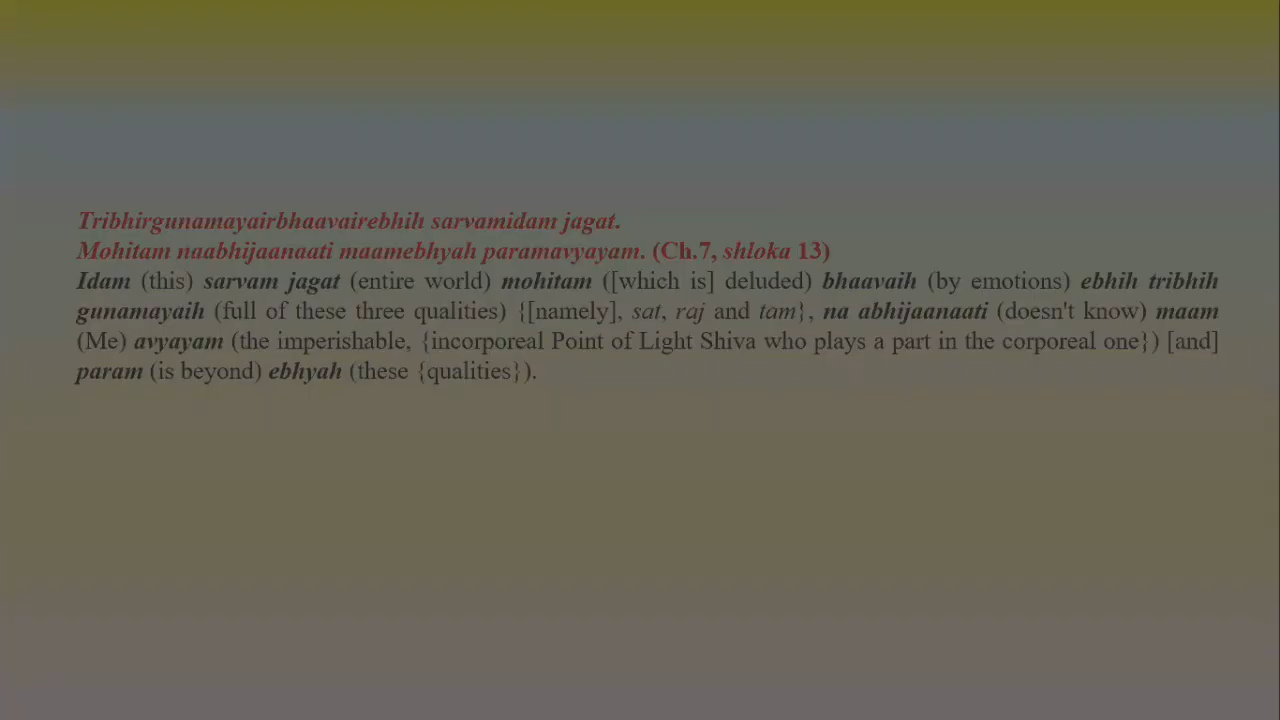 Tribhirgunamayairbhaavairebhih sarvamidam jagat.
Mohitam naabhijaanaati maamebhyah paramavyayam. (Ch.7, shloka 13)
Idam (this) sarvam jagat (entire world) mohitam ([which is] deluded) bhaavaih (by emotions) ebhih tribhih
gunamayaih (full of these three qualities) {[namely], sat, raj and tam}, na abhijaanaati (doesn't know) maam
(Me) avyayam (the imperishable, {incorporeal Point of Light Shiva who plays a part in the corporeal one}) [and]
param (is beyond) ebhyah (these {qualities}).